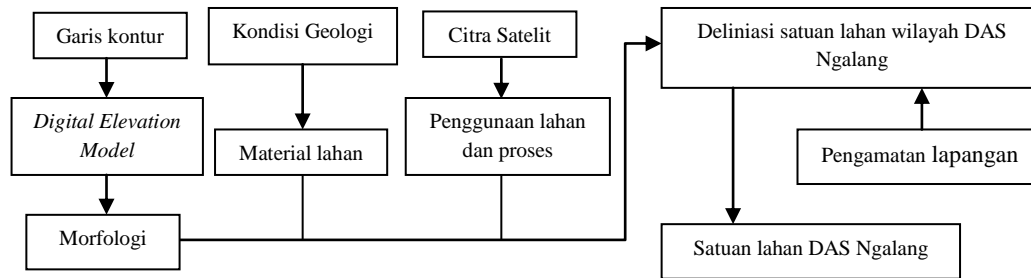 Garis kontur
Kondisi Geologi
Citra Satelit
Deliniasi satuan lahan wilayah DAS
Ngalang
Digital Elevation
Model
Material lahan
Penggunaan lahan
dan proses
Pengamatan lapangan
Morfologi
Satuan lahan DAS Ngalang